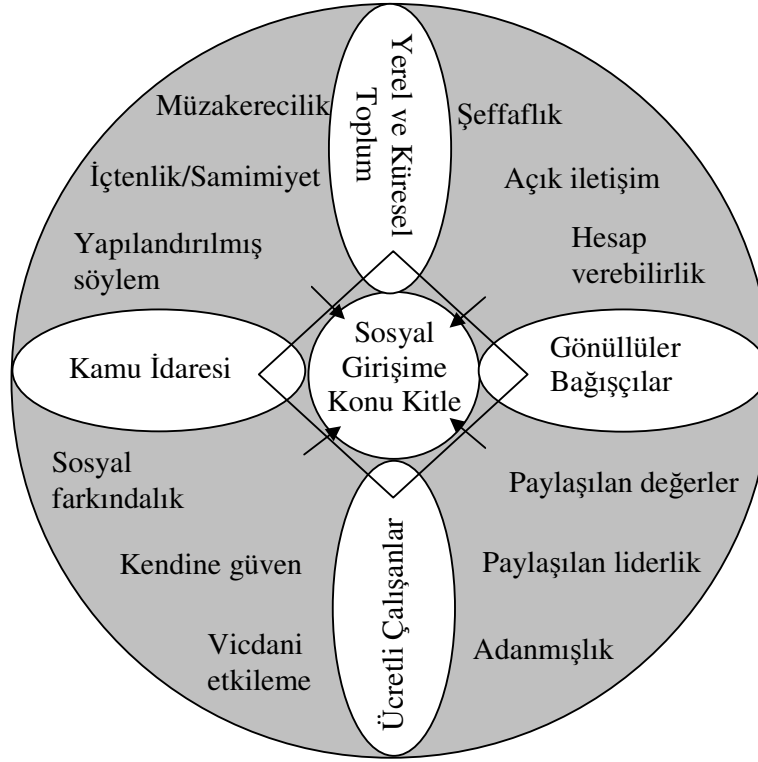 Yerel ve Küresel
Toplum
Müzakerecilik
Şeffaflık
İçtenlik/Samimiyet
Açık iletişim
Yapılandırılmış
söylem
Hesap
verebilirlik
Kamu İdaresi
Sosyal
Girişime
Konu Kitle
Gönüllüler
Bağışçılar
Sosyal
farkındalık
Paylaşılan değerler
Kendine güven
Paylaşılan liderlik
Vicdani
etkileme
Adanmışlık
Ücretli Çalışanlar